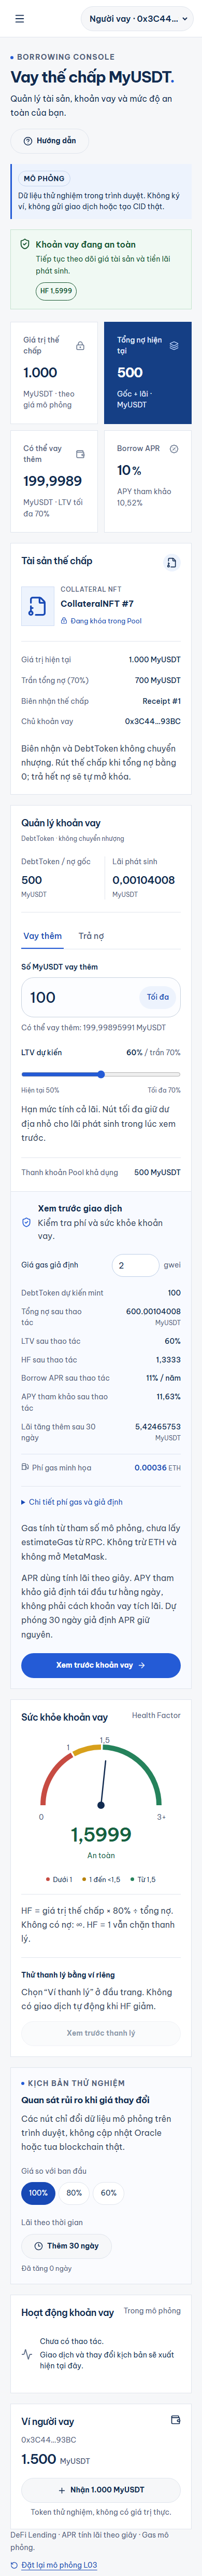 Người vay · 0x3C44...
BORROWING CONSOLE
Vay thế chấp MyUSDT.
Quản lý tài sản, khoản vay và mức độ an
toàn của bạn.
Hướng dẫn
MÔ PHỎNG
Dữ liệu thử nghiệm trong trình duyệt. Không ký
ví, không gửi giao dịch hoặc tạo CID thật.
Khoản vay đang an toàn
Tiếp tục theo dõi giá tài sản và tiền lãi
phát sinh.
HF 1,5999
Giá trị thế
chấp
1.000
MyUSDT · theo
giá mô phỏng
Tổng nợ hiện
tại
500
Gốc + lãi ·
MyUSDT
Có thể vay
thêm
199,9989
MyUSDT · LTV tối
đa 70%
Borrow APR
10%
APY tham khảo
10,52%
Tài sản thế chấp
COLLATERAL NFT
CollateralNFT #7
Đang khóa trong Pool
Giá trị hiện tại 1.000 MyUSDT
Trần tổng nợ (70%) 700 MyUSDT
Biên nhận thế chấp Receipt #1
Chủ khoản vay 0x3C44…93BC
Biên nhận và DebtToken không chuyển
nhượng. Rút thế chấp khi tổng nợ bằng
0; trả hết nợ sẽ tự mở khóa.
Quản lý khoản vay
DebtToken · không chuyển nhượng
DebtToken / nợ gốc
500
MyUSDT
Lãi phát sinh
0,00104008
MyUSDT
Vay thêm Trả nợ
Số MyUSDT vay thêm
100 Tối đa
Có thể vay thêm: 199,99895991 MyUSDT
LTV dự kiến 60% / trần 70%
Hiện tại 50% Tối đa 70%
Hạn mức tính cả lãi. Nút tối đa giữ dư
địa nhỏ cho lãi phát sinh trong lúc xem
trước.
Thanh khoản Pool khả dụng 500 MyUSDT
Xem trước giao dịch
Kiểm tra phí và sức khỏe khoản
vay.
Giá gas giả định 2 gwei
DebtToken dự kiến mint 100
Tổng nợ sau thao
tác
600.00104008
MyUSDT
LTV sau thao tác 60%
HF sau thao tác 1,3333
Borrow APR sau thao tác 11% / năm
APY tham khảo sau thao
tác
11,63%
Lãi tăng thêm sau 30
ngày
5,42465753
MyUSDT
Phí gas minh họa 0.00036 ETH
Chi tiết phí gas và giả định
Gas tính từ tham số mô phỏng, chưa lấy
estimateGas từ RPC. Không trừ ETH và
không mở MetaMask.
APR dùng tính lãi theo giây. APY tham
khảo giả định tái đầu tư hằng ngày,
không phải cách khoản vay tích lãi. Dự
phóng 30 ngày giả định APR giữ
nguyên.
Xem trước khoản vay
Sức khỏe khoản vay Health Factor
1
1,5
0
3+
1,5999
An toàn
Dưới 1 1 đến <1,5 Từ 1,5
HF = giá trị thế chấp × 80% ÷ tổng nợ.
Không có nợ: ∞. HF = 1 vẫn chặn thanh
lý.
Thử thanh lý bằng ví riêng
Chọn “Ví thanh lý” ở đầu trang. Không
có giao dịch tự động khi HF giảm.
Xem trước thanh lý
KỊCH BẢN THỬ NGHIỆM
Quan sát rủi ro khi giá thay đổi
Các nút chỉ đổi dữ liệu mô phỏng trên
trình duyệt, không cập nhật Oracle
hoặc tua blockchain thật.
Giá so với ban đầu
100% 80% 60%
Lãi theo thời gian
Thêm 30 ngày
Đã tăng 0 ngày
Hoạt động khoản vay Trong mô phỏng
Chưa có thao tác.
Giao dịch và thay đổi kịch bản sẽ xuất
hiện tại đây.
Ví người vay
0x3C44…93BC
1.500 MyUSDT
Nhận 1.000 MyUSDT
Token thử nghiệm, không có giá trị thực.
DeFi Lending · APR tính lãi theo giây · Gas mô
phỏng.
Đặt lại mô phỏng L03